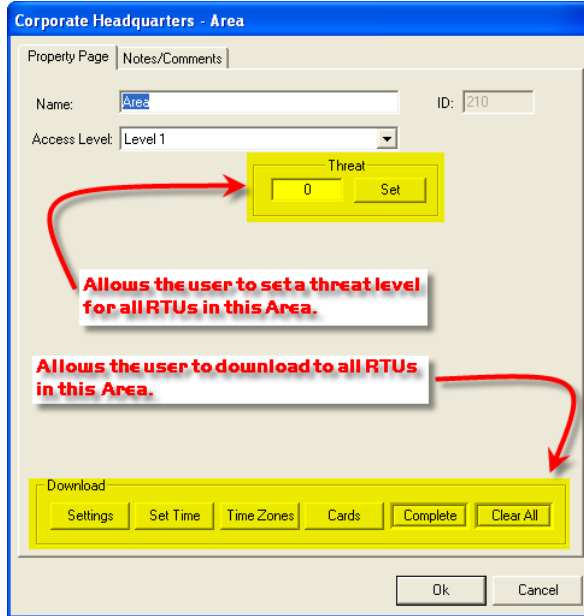 Corporate Headquarters - Area
Property Page Notes/Comments
Name: Area ID: 210
Access Level: Level 1
Threat
0 Set
Allows the user to set a threat level
for all RTUs in this Area.
Allows the user to download to all RTUs
in this Area.
Download
Settings Set Time Time Zones Cards Complete Clear All
Ok Cancel